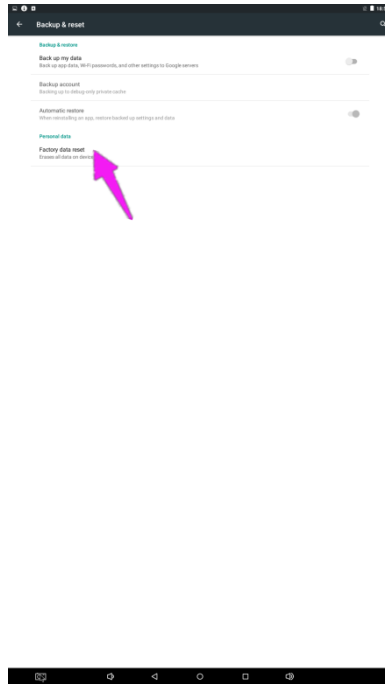 Backup & reset
Backup & restore
Back up my data
Back up app data, Wi-Fi passwords, and other settings to Google servers
Backup account
Backing up to debug-only private cache
Automatic restore
When reinstalling an app, restore backed up settings and data
Personal data
Factory data reset
Erases all data on device